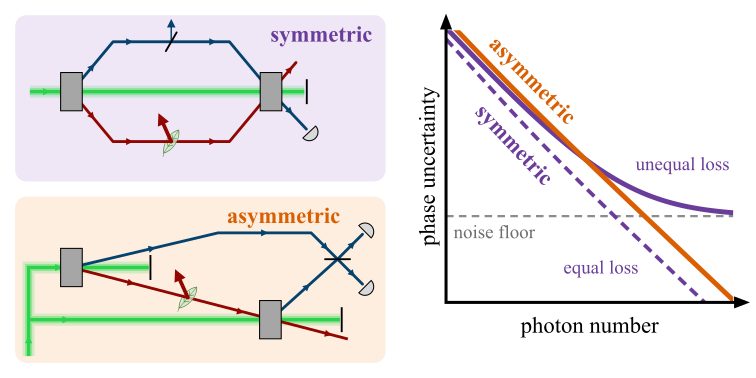 symmetric
asymmetric
phase uncertainty
asymmetric
symmetric
unequal loss
noise floor
equal loss
photon number